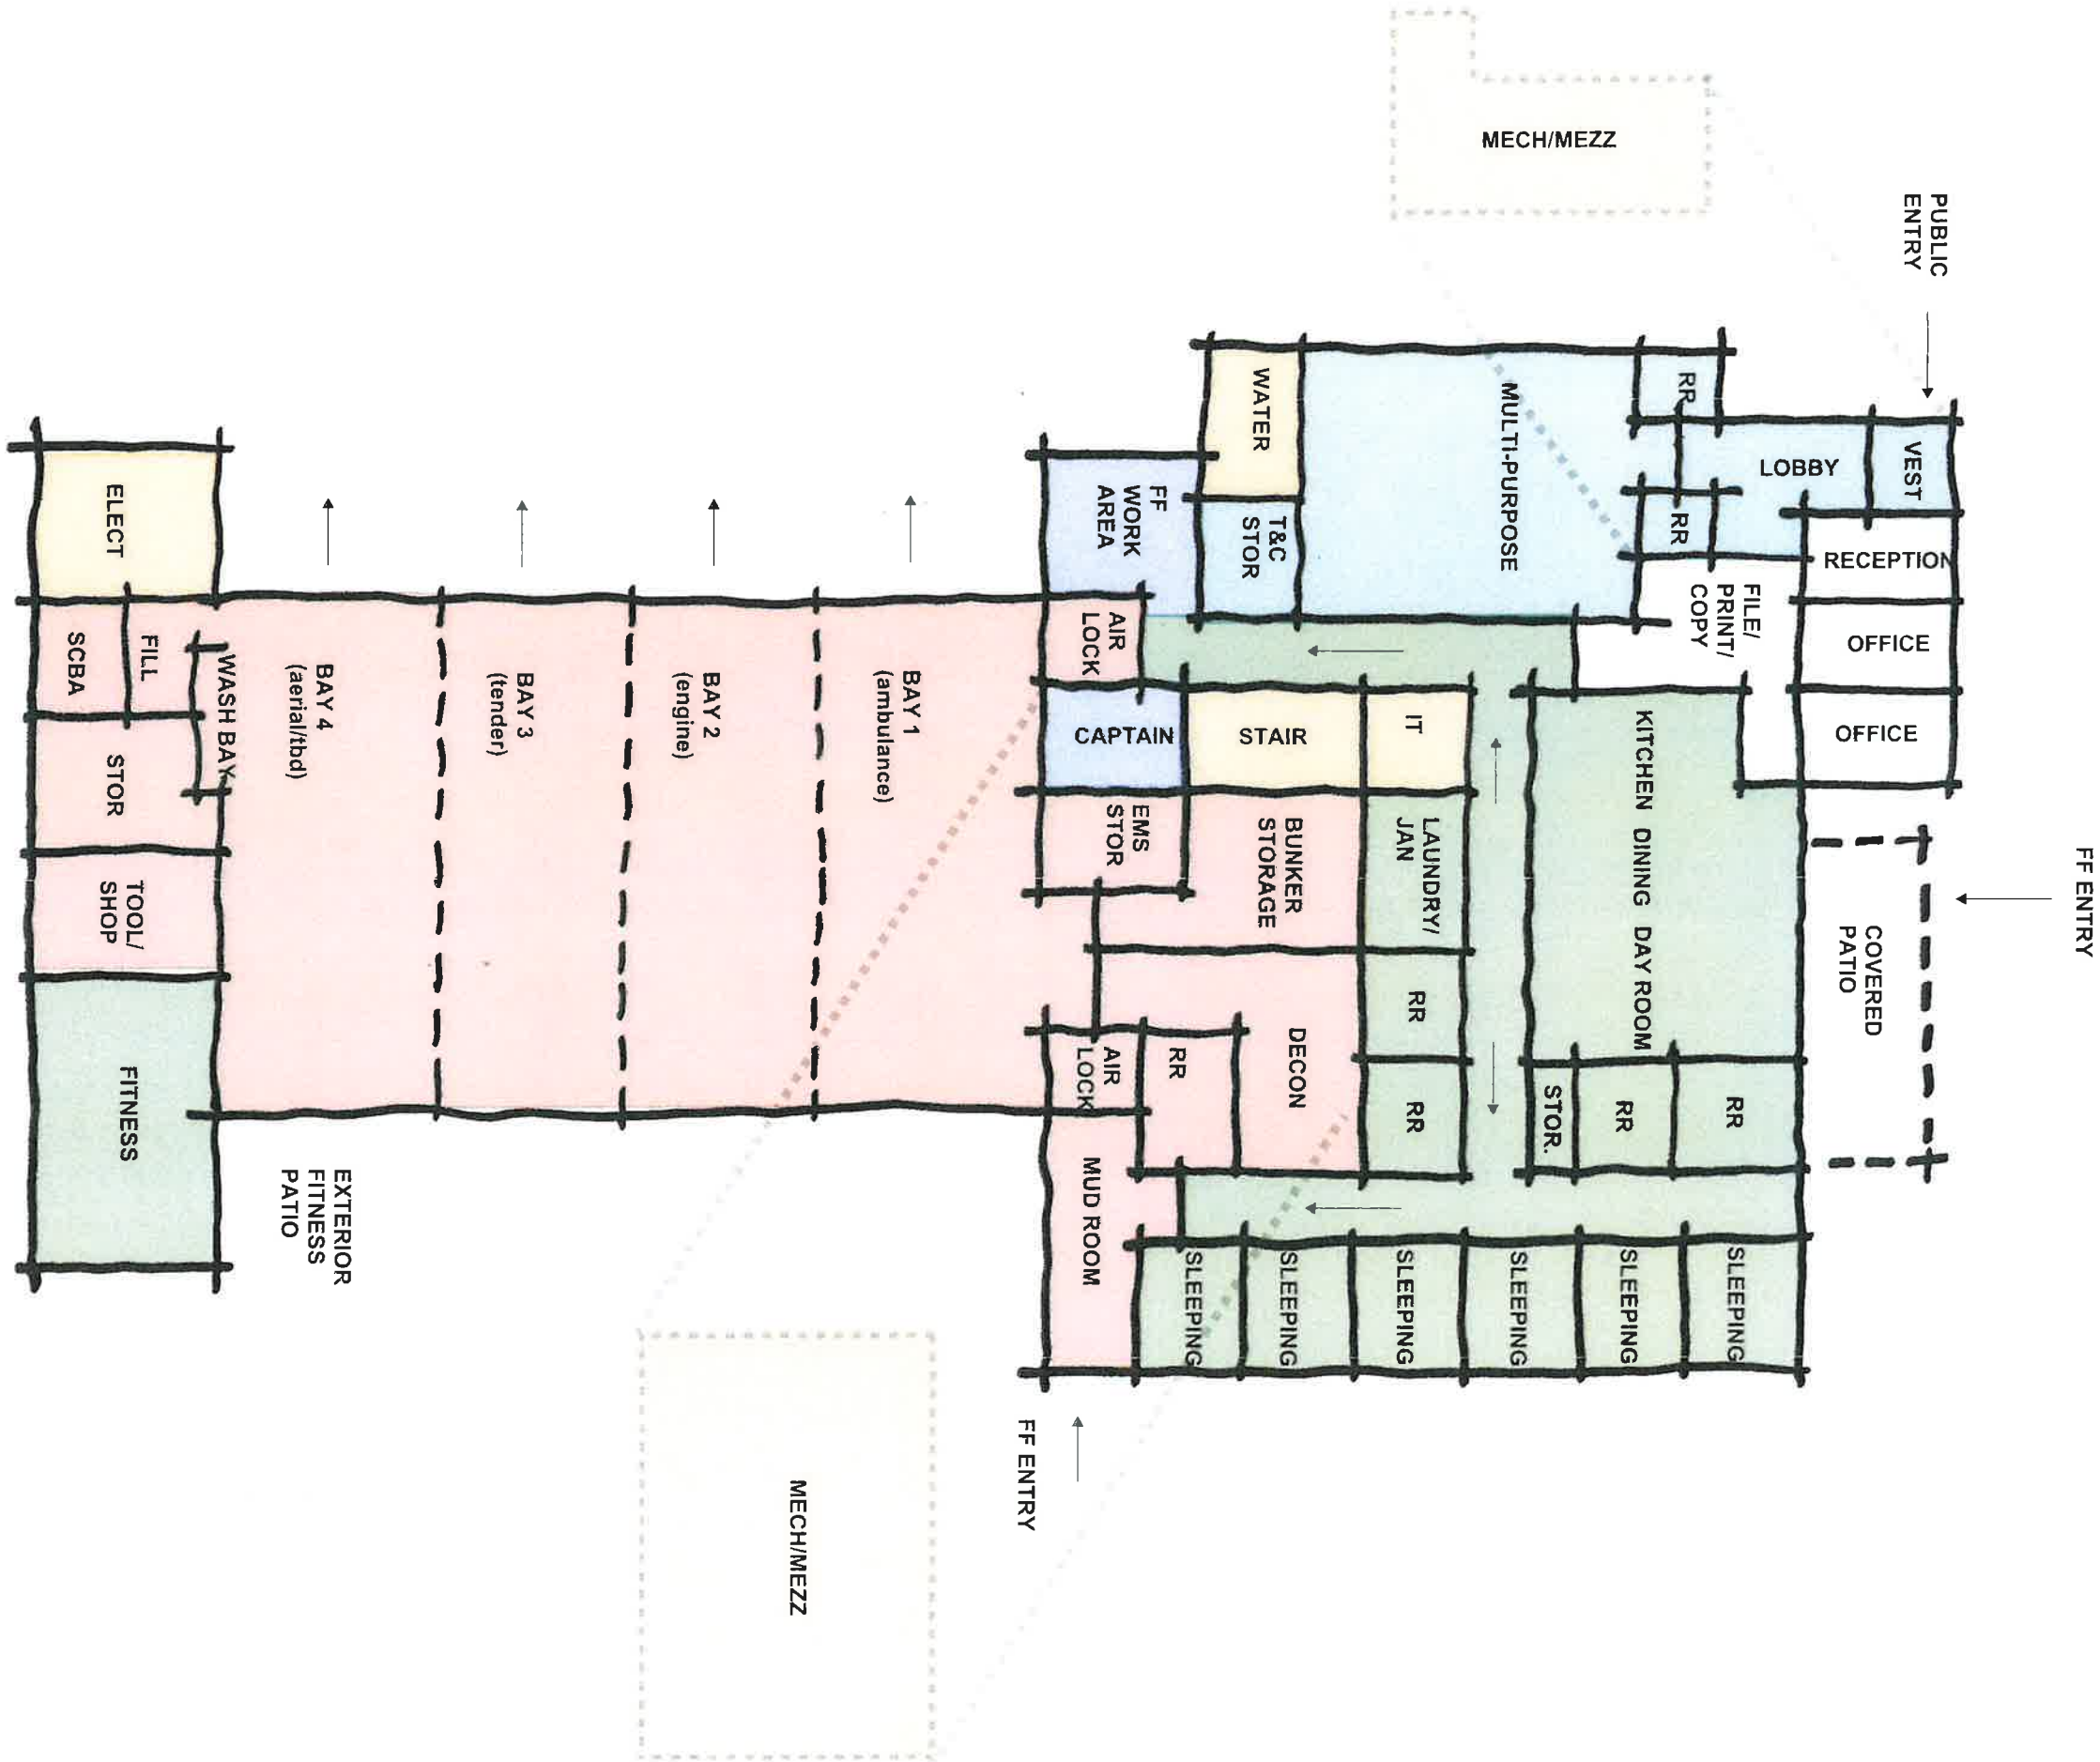 MECH/MEZZ
PUBLIC
ENTRY
RR
VEST
LOBBY
WATER
MULTI-PURPOSE
RR
RECEPTION
FF
WORK
AREA
T&C
STOR
FILE/
PRINT/
COPY
OFFICE
OFFICE
ELECT
SCBA
FILL
WASH BAY
BAY 4
(aerial/tbd)
BAY 3
(tender)
BAY 2
(engine)
BAY 1
(ambulance)
AIR
LOCK
CAPTAIN
STAIR
IT
KITCHEN DINING DAY ROOM
FF ENTRY
COVERED
PATIO
STOR
EMS
STOR
BUNKER
STORAGE
LAUNDRY/
JAN
TOOL/
SHOP
RR
RR
DECON
RR
AIR
LOCK
STOR.
RR
RR
FITNESS
EXTERIOR
FITNESS
PATIO
MUD ROOM
SLEEPING
SLEEPING
SLEEPING
SLEEPING
SLEEPING
SLEEPING
FF ENTRY
MECH/MEZZ